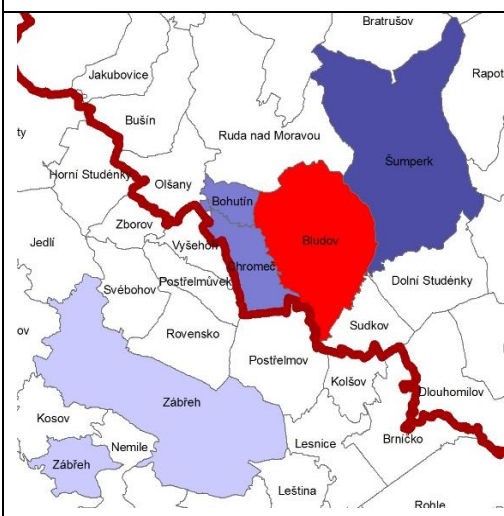 Bratrušov
Jakubovice
Rapot
Bušín
ty
Ruda nad Moravou
Šumperk
Horní Studénky
Olšany
Bohutín
Zborov
Jedlí
Vyšehoř
Bludov
Chromeč
Postřelmůvek
Dolní Studénky
Svébohov
Sudkov
ov
Rovensko
Postřelmov
Kolšov
Dlouhomilov
Zábřeh
Kosov
Brníčko
Nemile
Lesnice
Zábřeh
Leština
Rohle